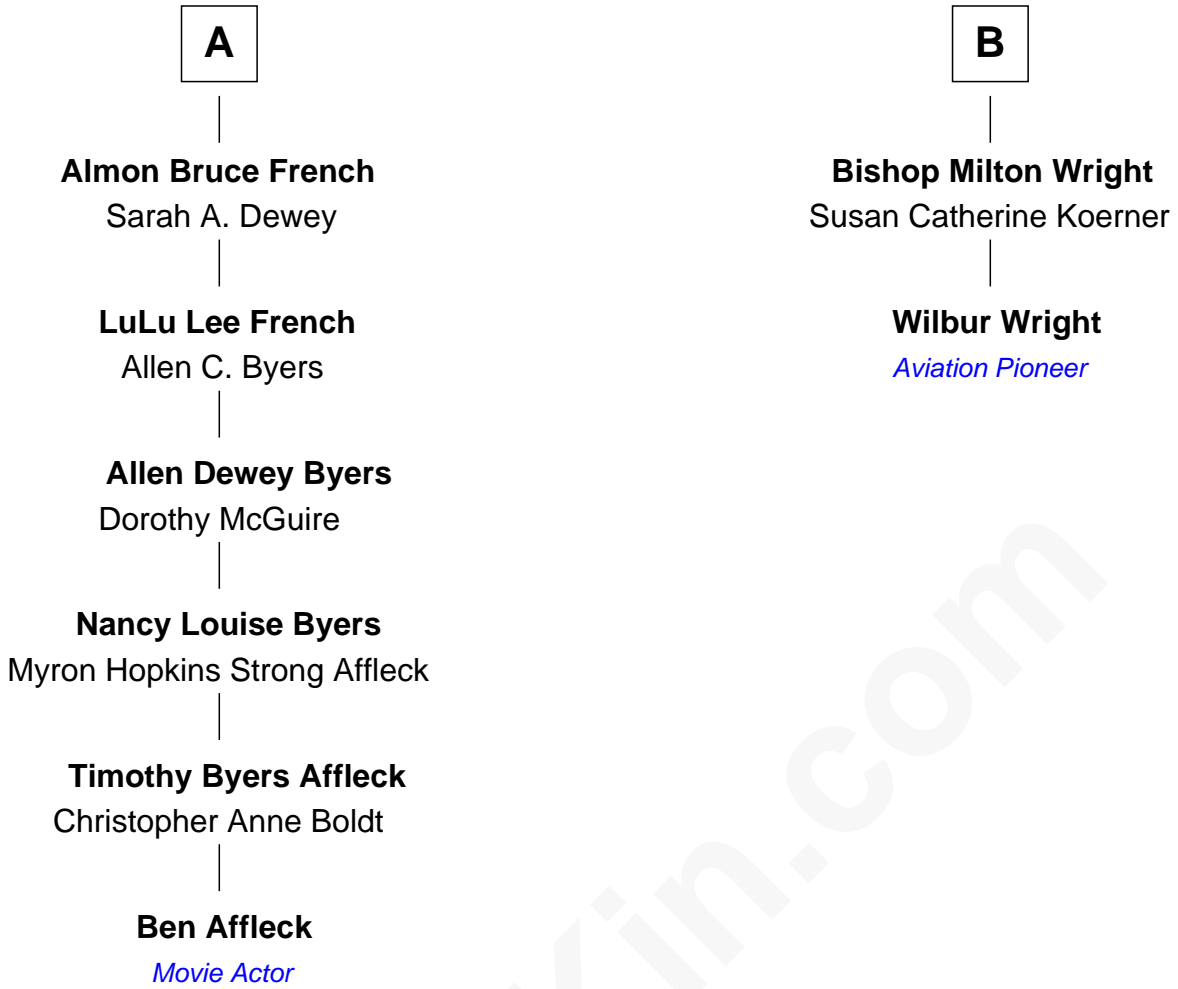 A
Almon Bruce French
Sarah A. Dewey
LuLu Lee French
Allen C. Byers
Allen Dewey Byers
Dorothy McGuire
Nancy Louise Byers
Myron Hopkins Strong Affleck
Timothy Byers Affleck
Christopher Anne Boldt
Ben Affleck
Movie Actor
B
Bishop Milton Wright
Susan Catherine Koerner
Wilbur Wright
Aviation Pioneer
Kin.com